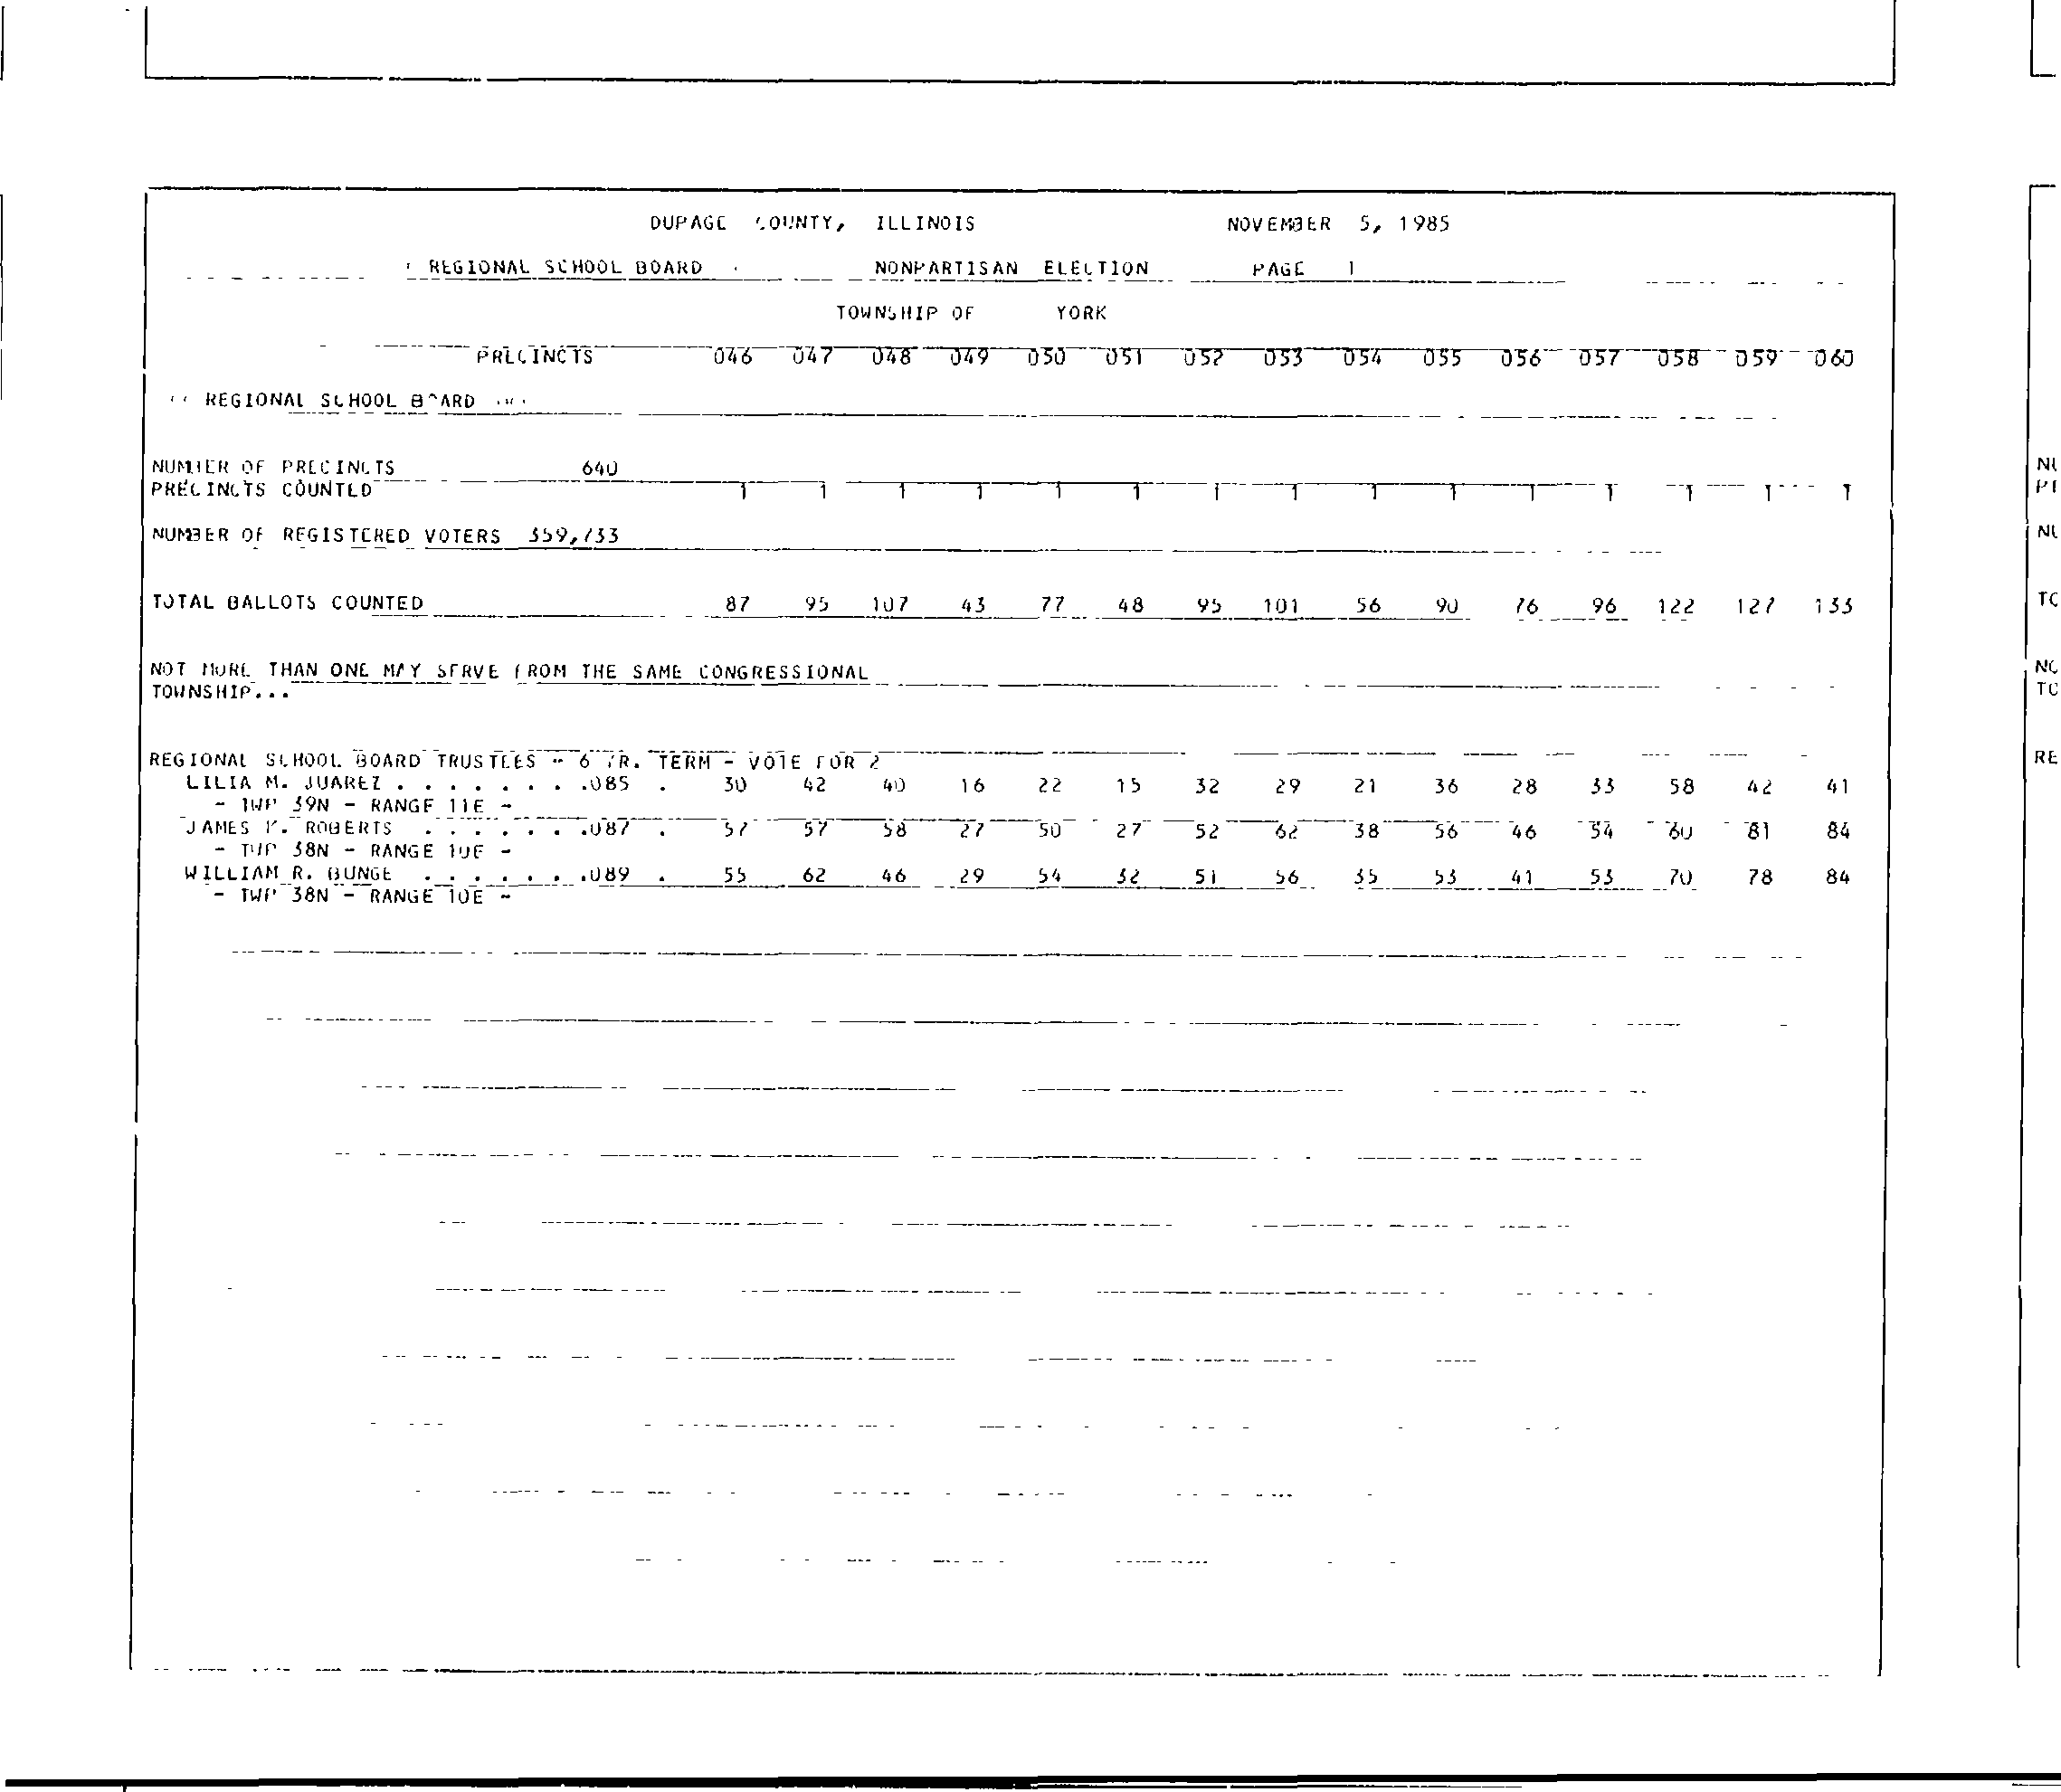 DUPAGE COUNTY, ILLINOIS NOVEMBER 5, 1985
REGIONAL SCHOOL BOARD NONPARTISAN ELECTION PAGE 1
TOWNSHIP OF YORK
PRECINCTS 046 047 048 049 050 051 052 053 054 055 056 057 058 059 060
REGIONAL SCHOOL BOARD
NUMBER OF PRECINCTS 640
PRECINCTS COUNTED 1 1 1 1 1 1 1 1 1 1 1 1 1 1 1
NUMBER OF REGISTERED VOTERS 359,733
TOTAL BALLOTS COUNTED 87 95 107 43 77 48 95 101 56 90 76 96 122 127 133
NOT MORE THAN ONE MAY SERVE FROM THE SAME CONGRESSIONAL
TOWNSHIP...
REGIONAL SCHOOL BOARD TRUSTEES - 6 YR. TERM - VOTE FOR 2
LILIA M. JUAREZ . . . . . . . .085 . 30 42 40 16 22 15 32 29 21 36 28 33 58 42 41
- TWP 39N - RANGE 11E -
JAMES ROBERTS . . . . . . .087 . 57 57 58 27 50 27 52 62 38 56 46 54 60 81 84
- TWP 38N - RANGE 10E -
WILLIAM R. BUNGE . . . . . . .089 . 55 62 46 29 54 32 51 56 35 53 41 53 70 78 84
- TWP 38N - RANGE 10E -